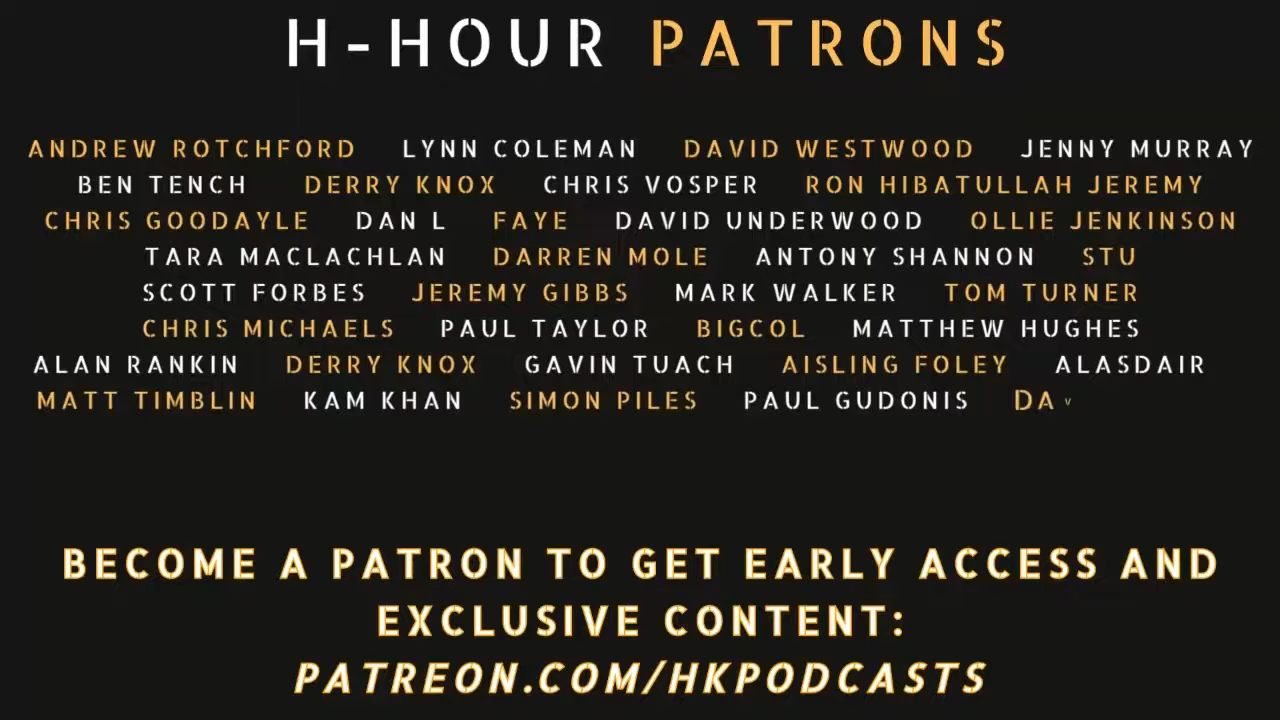 H-HOUR PATRONS
ANDREW ROTCHFORD LYNN COLEMAN DAVID WESTWOOD JENNY MURRAY
BEN TENCH DERRY KNOX CHRIS VOSPER RON HIBATULLAH JEREMY
CHRIS GOODAYLE DAN L FAYE DAVID UNDERWOOD OLLIE JENKINSON
TARA MACLACHLAN DARREN MOLE ANTONY SHANNON STU
SCOTT FORBES JEREMY GIBBS MARK WALKER TOM TURNER
CHRIS MICHAELS PAUL TAYLOR BIGCOL MATTHEW HUGHES
ALAN RANKIN DERRY KNOX GAVIN TUACH AISLING FOLEY ALASDAIR
MATT TIMBLIN KAM KHAN SIMON PILES PAUL GUDONIS DAV
BECOME A PATRON TO GET EARLY ACCESS AND
EXCLUSIVE CONTENT:
PATREON.COM/HKPODCASTS